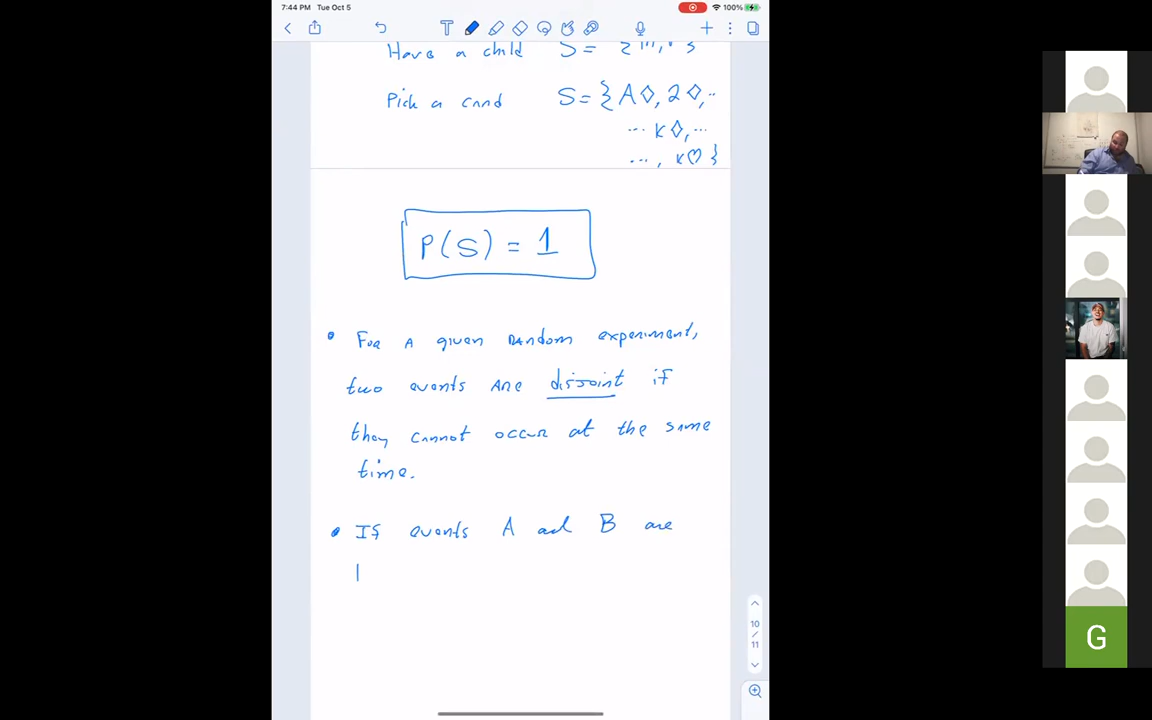 7:44 PM Tue Oct 5
100%
Have a child S = {m,
Pick a card S = { A♢, 2♢, ..
... K♢, ...
..., K♡ }
P(S) = 1
• For a given random experiment,
two events are disjoint if
they cannot occur at the same
time.
• If events A and B are
10
/
11
G